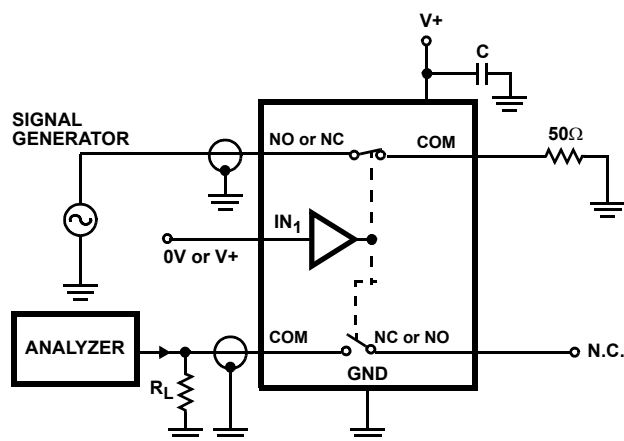 V+
C
SIGNAL
GENERATOR
NO or NC
COM
50Ω
IN1
0V or V+
ANALYZER
COM
NC or NO
N.C.
RL
GND